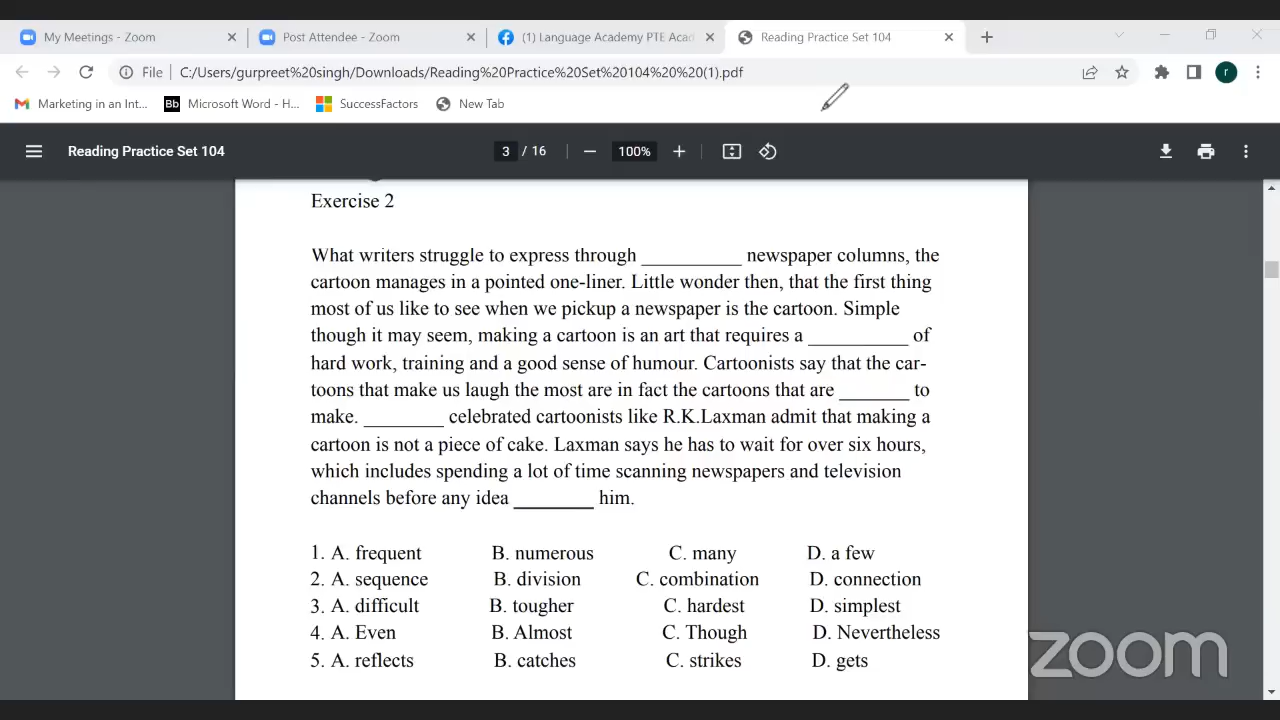 My Meetings - Zoom
Post Attendee - Zoom
(1) Language Academy PTE Acad
Reading Practice Set 104
File
C:/Users/gurpreet%20singh/Downloads/Reading%20Practice%20Set%20104%20%20(1).pdf
r
Marketing in an Int...
Bb Microsoft Word - H...
SuccessFactors
New Tab
Reading Practice Set 104
3 / 16
100%
Exercise 2
What writers struggle to express through __________ newspaper columns, the
cartoon manages in a pointed one-liner. Little wonder then, that the first thing
most of us like to see when we pickup a newspaper is the cartoon. Simple
though it may seem, making a cartoon is an art that requires a __________ of
hard work, training and a good sense of humour. Cartoonists say that the car-
toons that make us laugh the most are in fact the cartoons that are _______ to
make. ________ celebrated cartoonists like R.K.Laxman admit that making a
cartoon is not a piece of cake. Laxman says he has to wait for over six hours,
which includes spending a lot of time scanning newspapers and television
channels before any idea ________ him.
1. A. frequent B. numerous C. many D. a few
2. A. sequence B. division C. combination D. connection
3. A. difficult B. tougher C. hardest D. simplest
4. A. Even B. Almost C. Though D. Nevertheless
5. A. reflects B. catches C. strikes D. gets
zoom